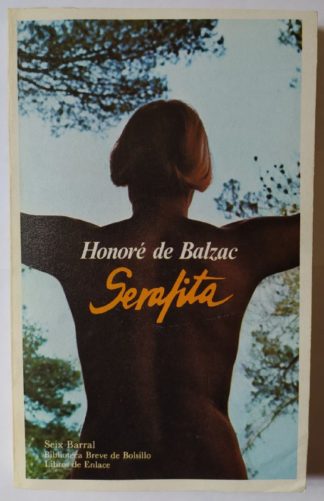 Honoré de Balzac
Serafita
Seix Barral
Biblioteca Breve de Bolsillo
Libros de Enlace